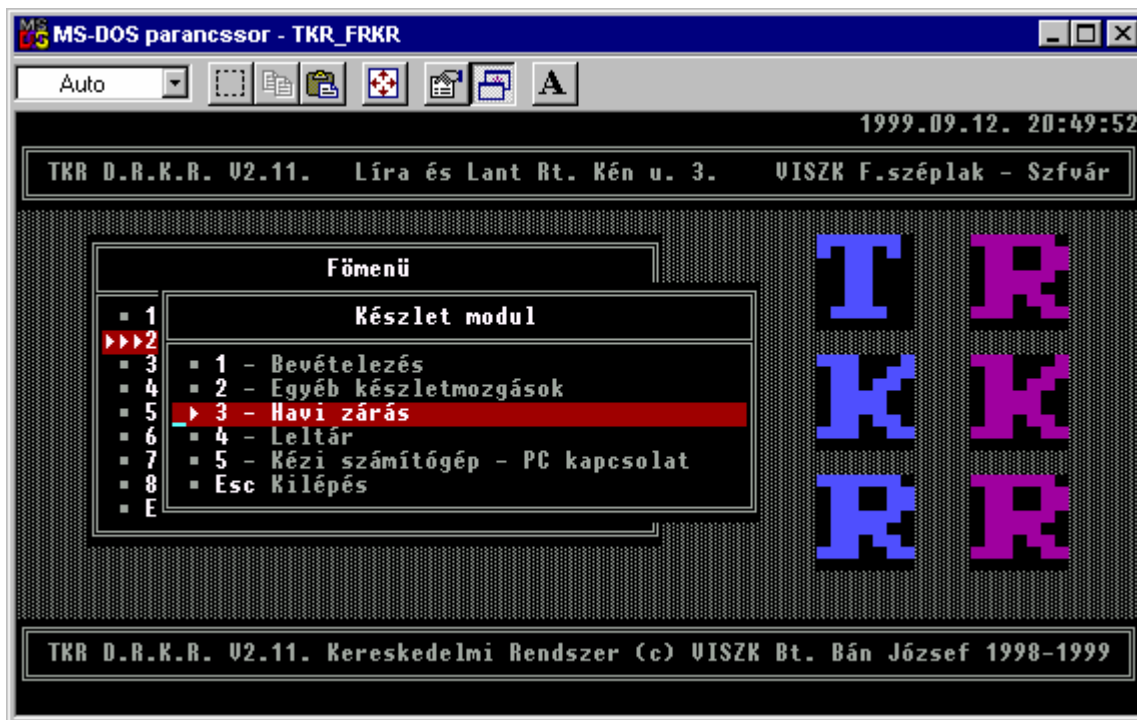 MS-DOS parancssor - TKR_FRKR
Auto
A
1999.09.12. 20:49:52
TKR D.R.K.R. V2.11. Líra és Lant Rt. Kén u. 3. VISZK F.széplak - Szfvár
Fömenü
Készlet modul
1
2
3
4
5
6
7
8
E
1 - Bevételezés
2 - Egyéb készletmozgások
3 - Havi zárás
4 - Leltár
5 - Kézi számítógép - PC kapcsolat
Esc Kilépés
T R
K K
R R
TKR D.R.K.R. V2.11. Kereskedelmi Rendszer (c) VISZK Bt. Bán József 1998-1999